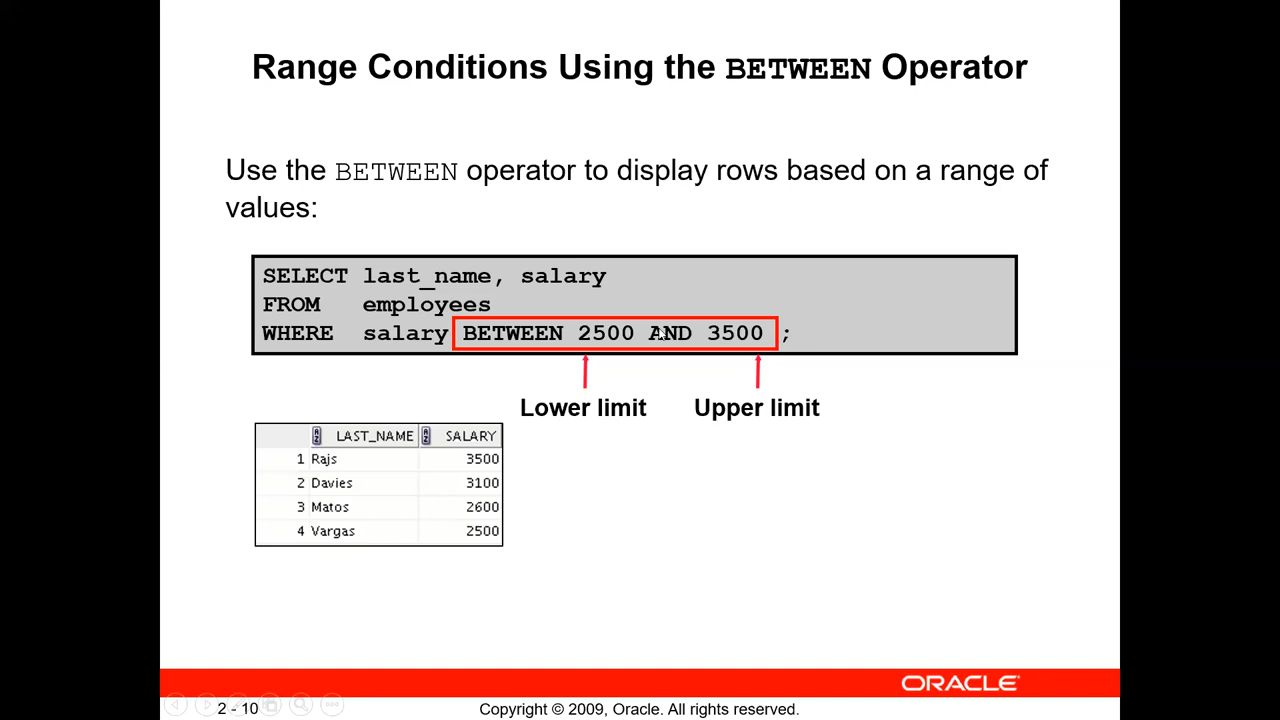 Range Conditions Using the BETWEEN Operator
Use the BETWEEN operator to display rows based on a range of
values:
SELECT last_name, salary
FROM employees
WHERE salary BETWEEN 2500 AND 3500 ;
Lower limit Upper limit
LAST_NAME SALARY
1 Rajs 3500
2 Davies 3100
3 Matos 2600
4 Vargas 2500
ORACLE
2 - 10 Copyright © 2009, Oracle. All rights reserved.